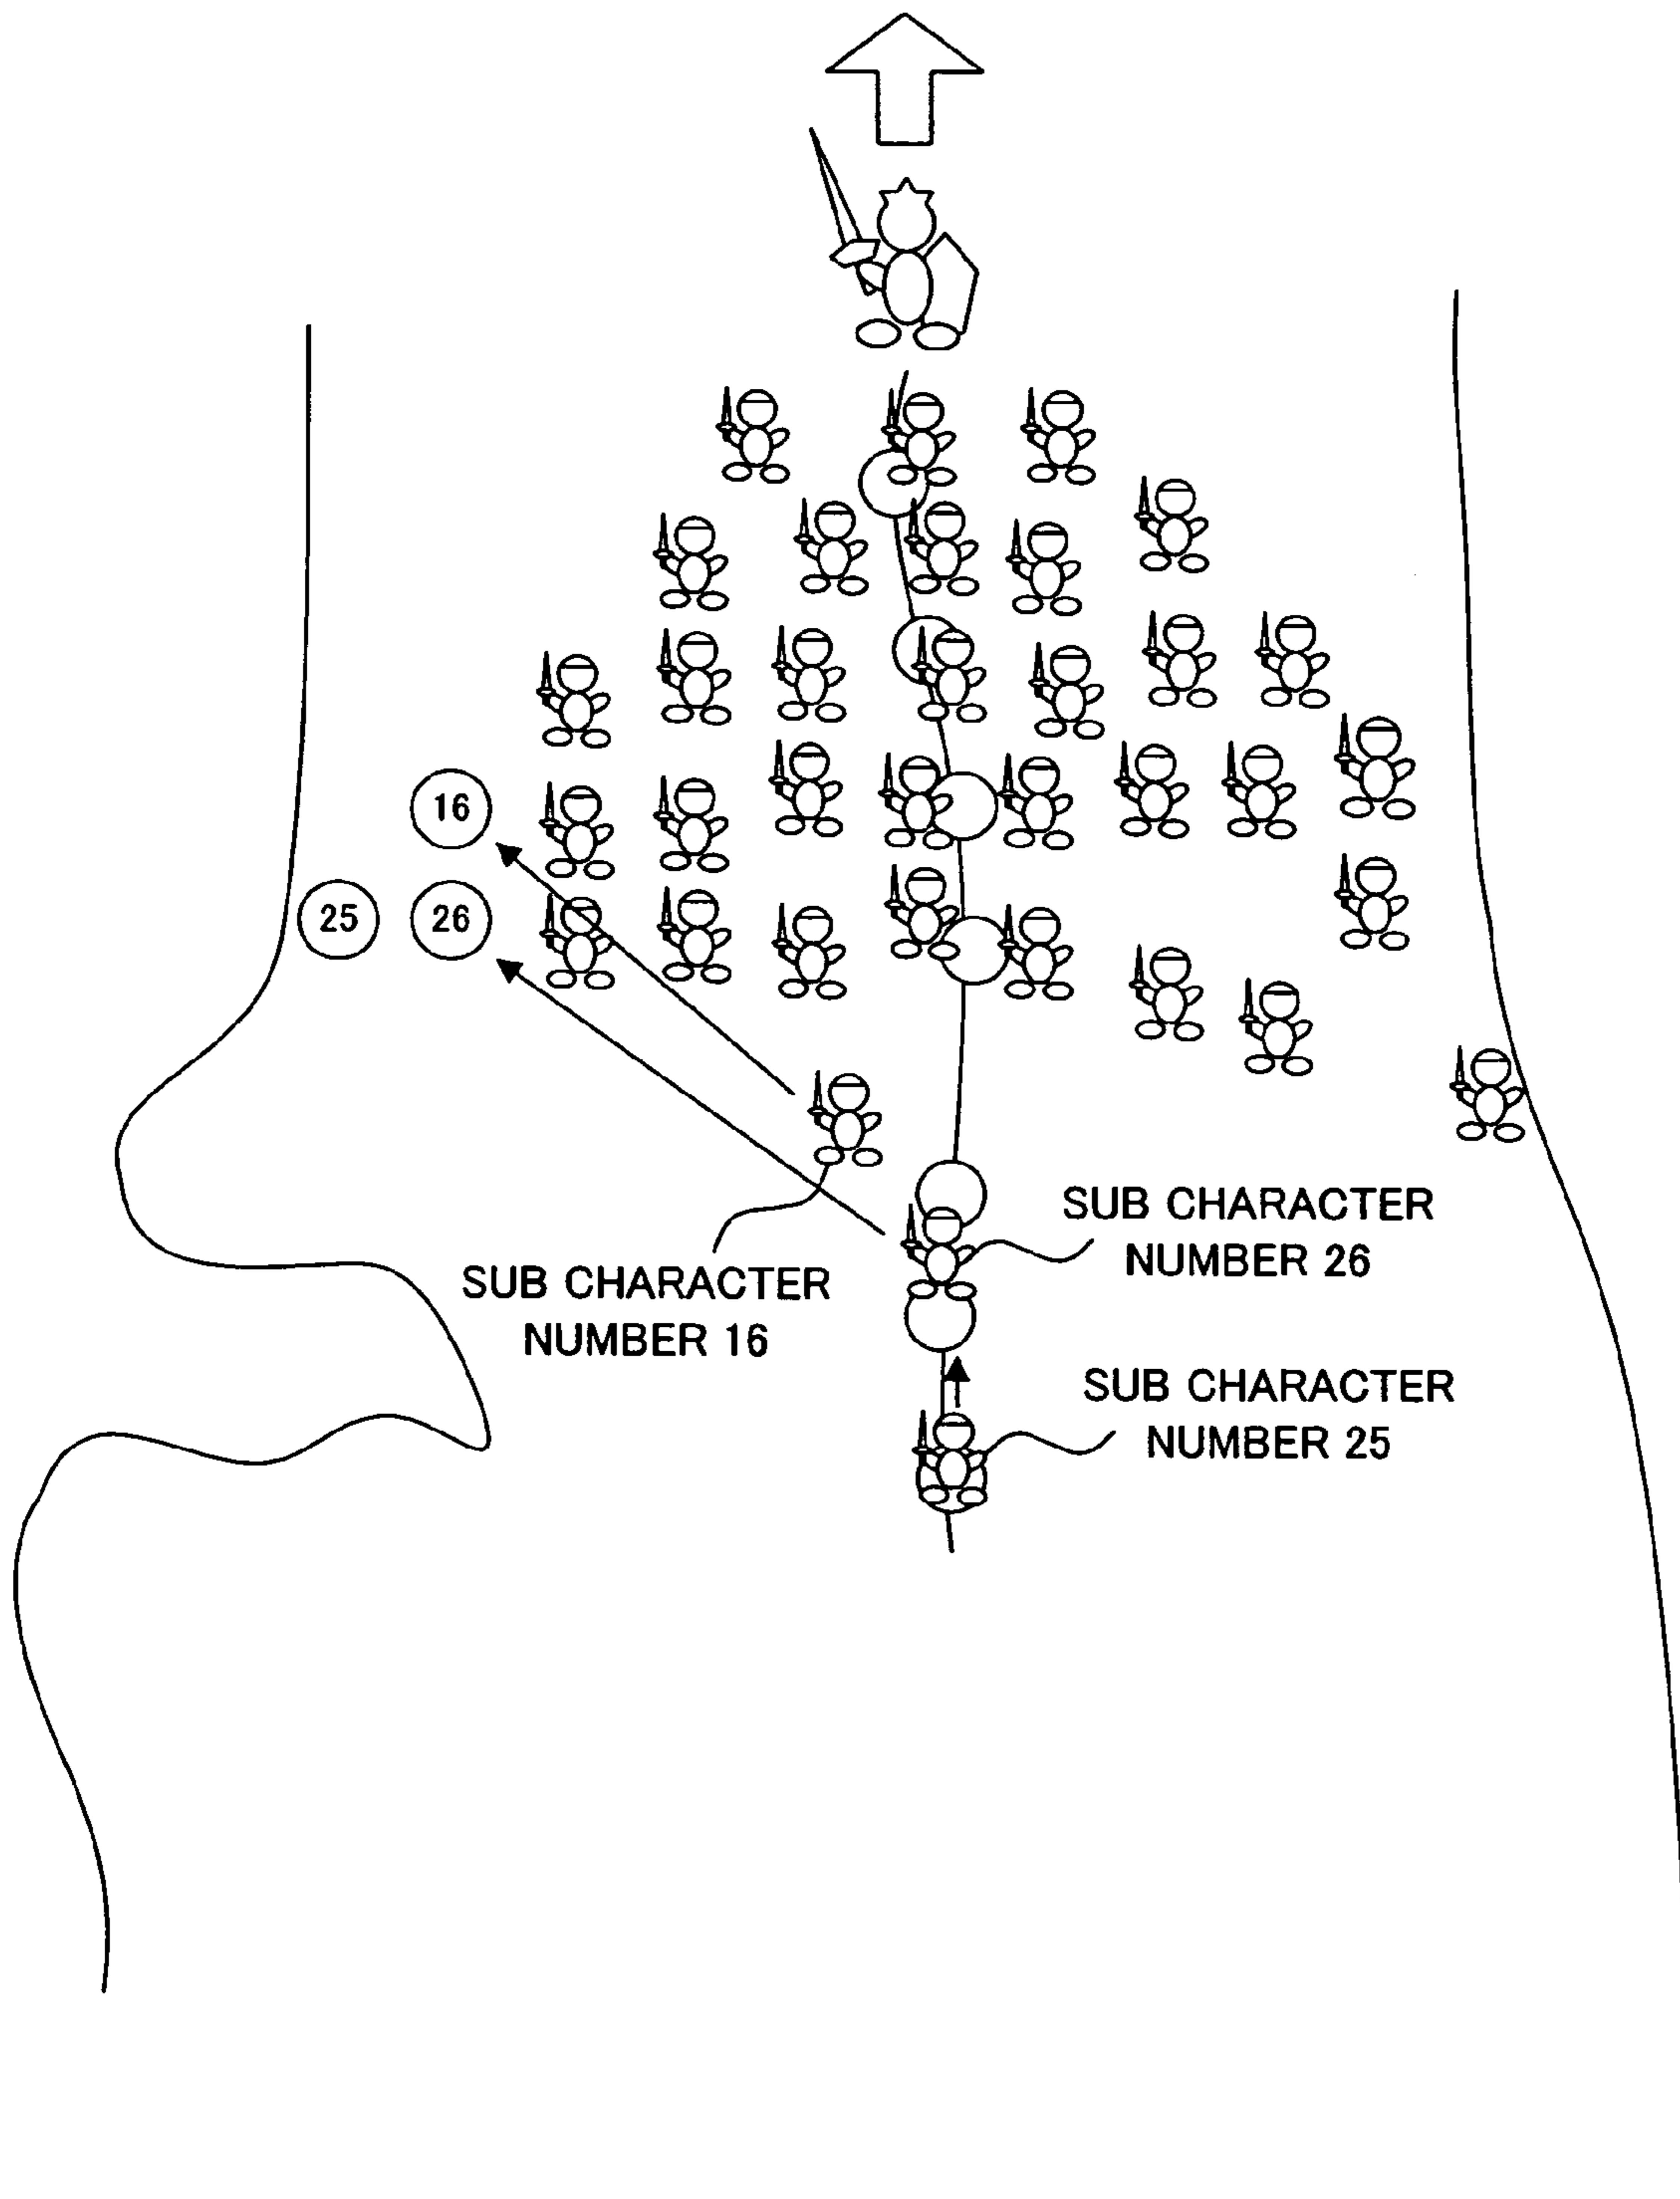 16
25
26
SUB CHARACTER
NUMBER 26
SUB CHARACTER
NUMBER 16
SUB CHARACTER
NUMBER 25